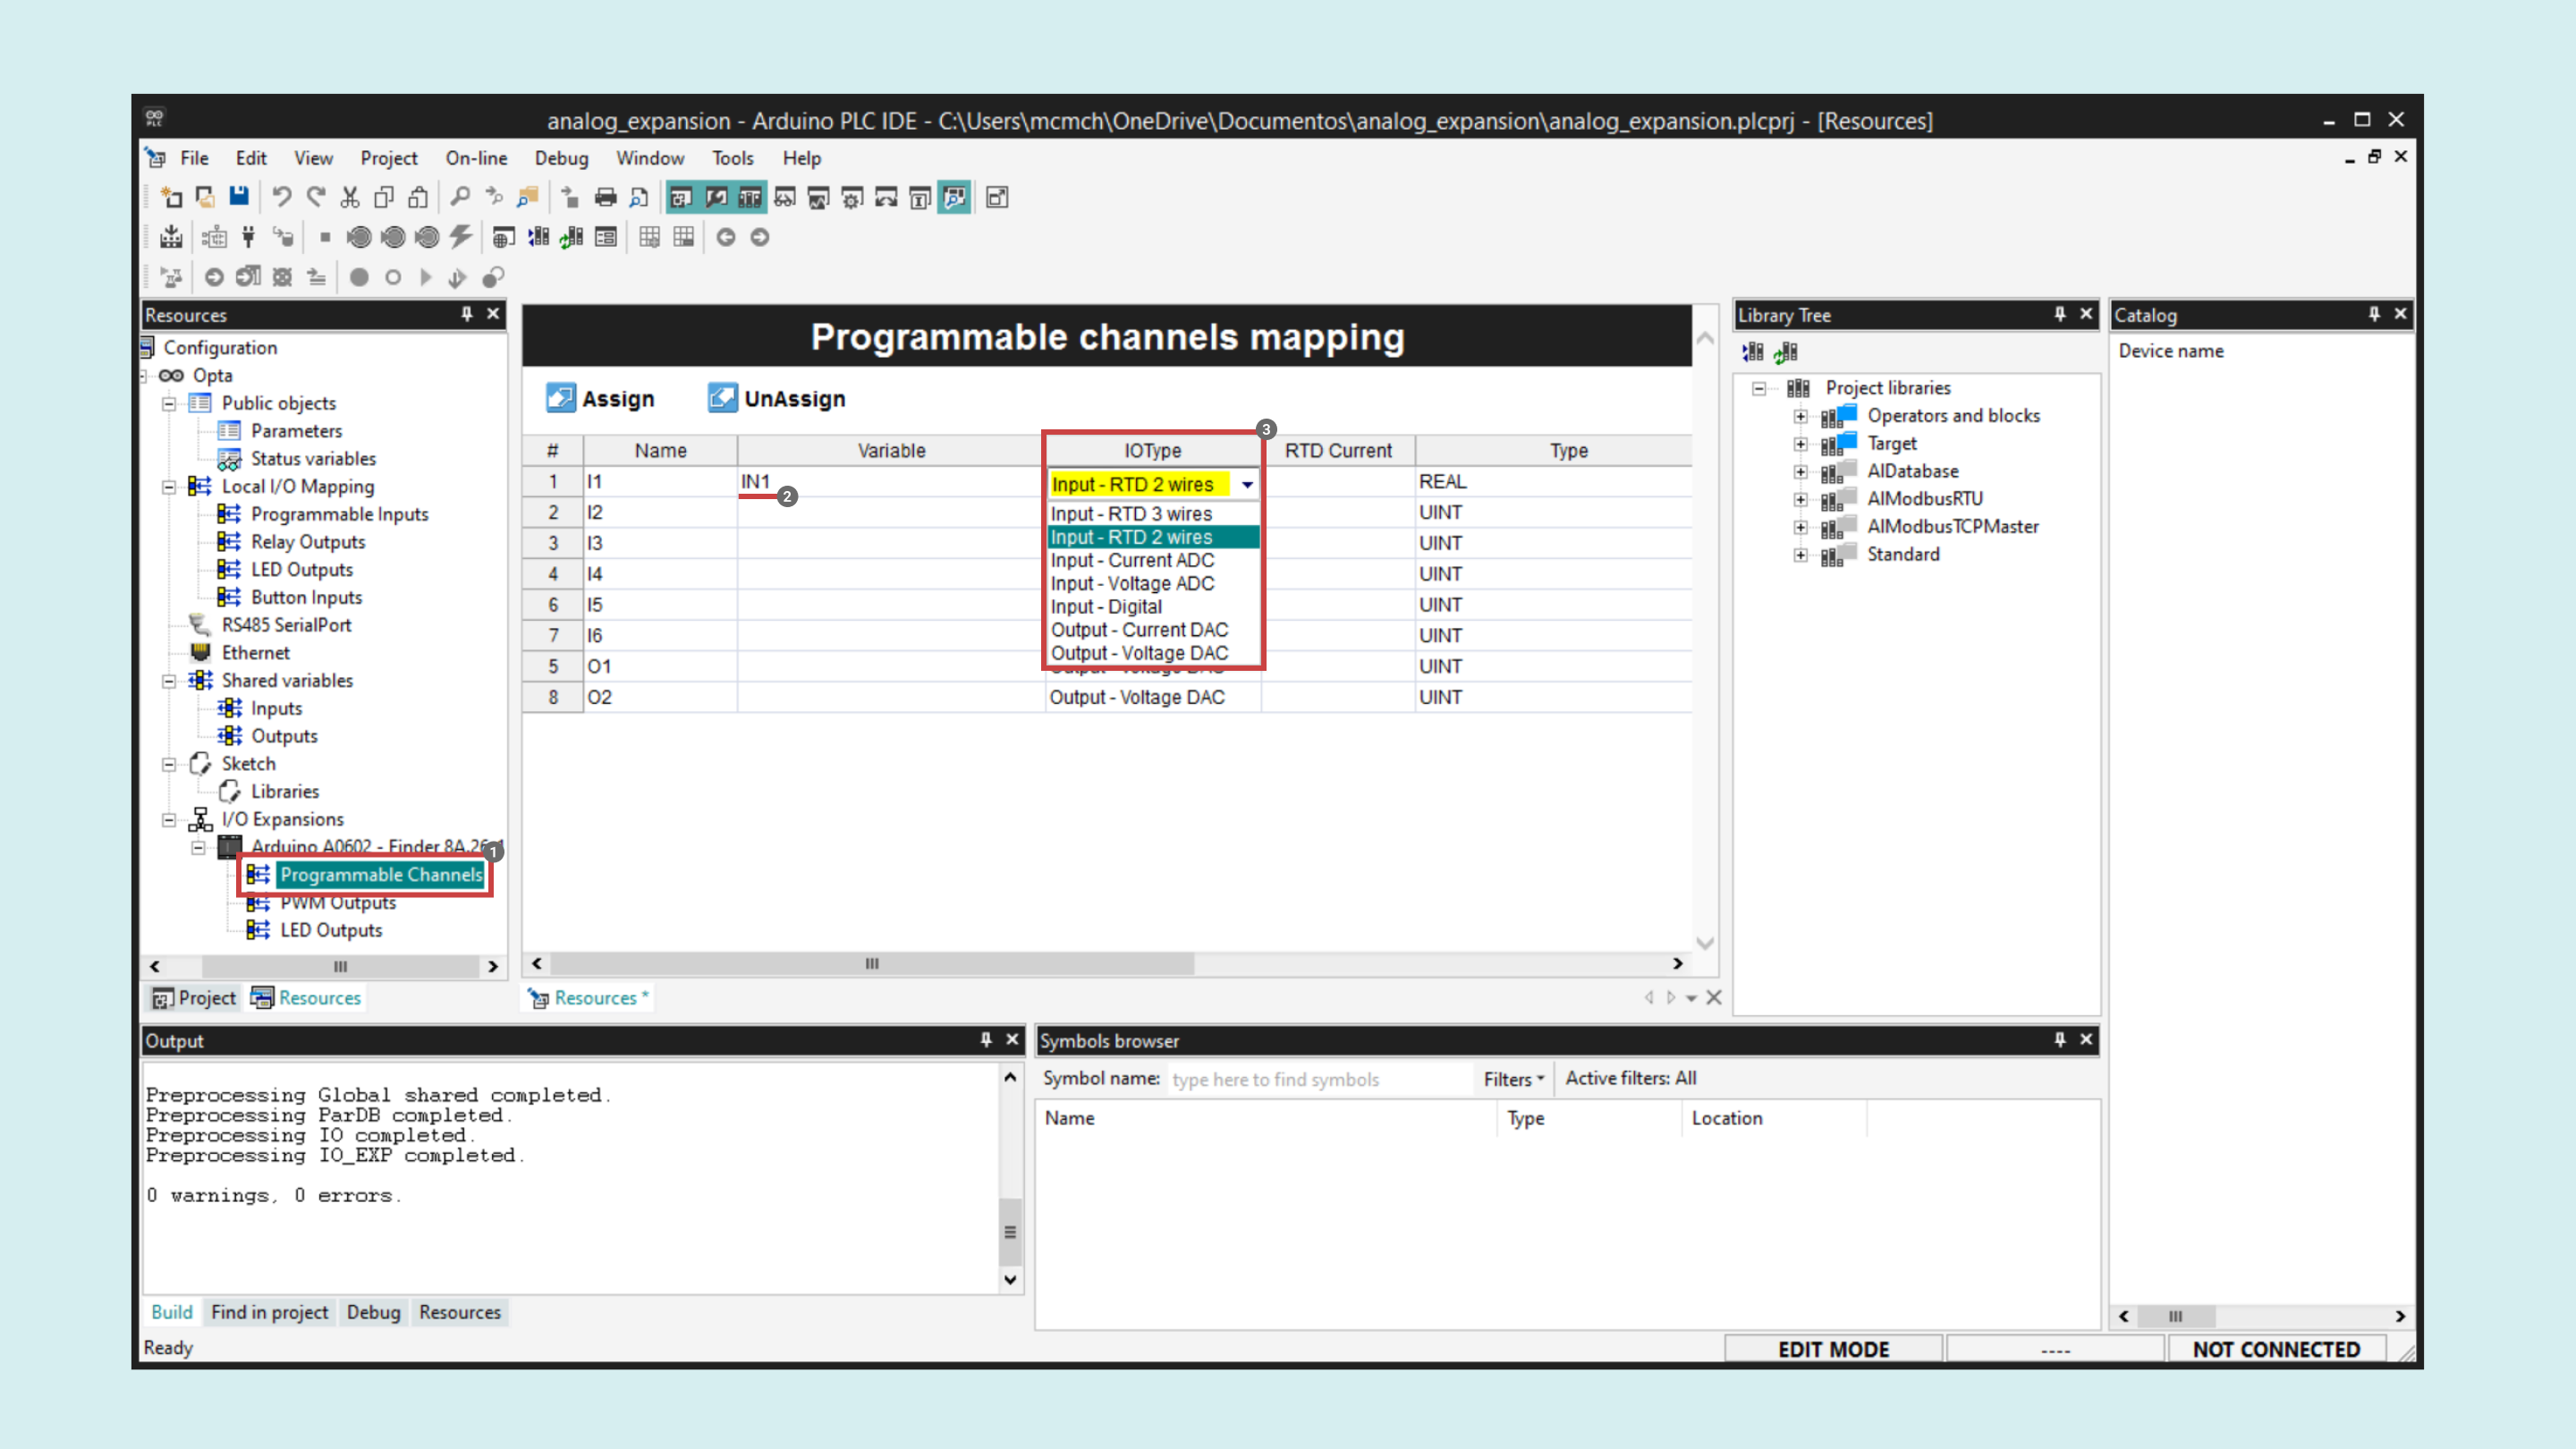 analog_expansion - Arduino PLC IDE - C:\Users\mcmch\OneDrive\Documentos\analog_expansion\analog_expansion.plcprj - [Resources]
File Edit View Project On-line Debug Window Tools Help
Resources
Configuration
Opta
Public objects
Parameters
Status variables
Local I/O Mapping
Programmable Inputs
Relay Outputs
LED Outputs
Button Inputs
RS485 SerialPort
Ethernet
Shared variables
Inputs
Outputs
Sketch
Libraries
I/O Expansions
Arduino A0602 - Finder 8A.26
1
Programmable Channels
PWM Outputs
LED Outputs
Project Resources
Programmable channels mapping
Assign UnAssign
3
# Name Variable IOType RTD Current Type
1 I1 IN1 Input - RTD 2 wires REAL
2
2 I2 Input - RTD 3 wires UINT
Input - RTD 2 wires
3 I3 Input - Current ADC UINT
4 I4 Input - Voltage ADC UINT
6 I5 Input - Digital UINT
7 I6 Output - Current DAC UINT
Output - Voltage DAC
5 O1 Output - Voltage DAC UINT
8 O2 Output - Voltage DAC UINT
Resources *
Library Tree
Project libraries
Operators and blocks
Target
AlDatabase
AlModbusRTU
AlModbusTCPMaster
Standard
Catalog
Device name
Output
Preprocessing Global shared completed.
Preprocessing ParDB completed.
Preprocessing IO completed.
Preprocessing IO_EXP completed.
0 warnings, 0 errors.
Build Find in project Debug Resources
Symbols browser
Symbol name: type here to find symbols Filters Active filters: All
Name Type Location
Ready
EDIT MODE ---- NOT CONNECTED